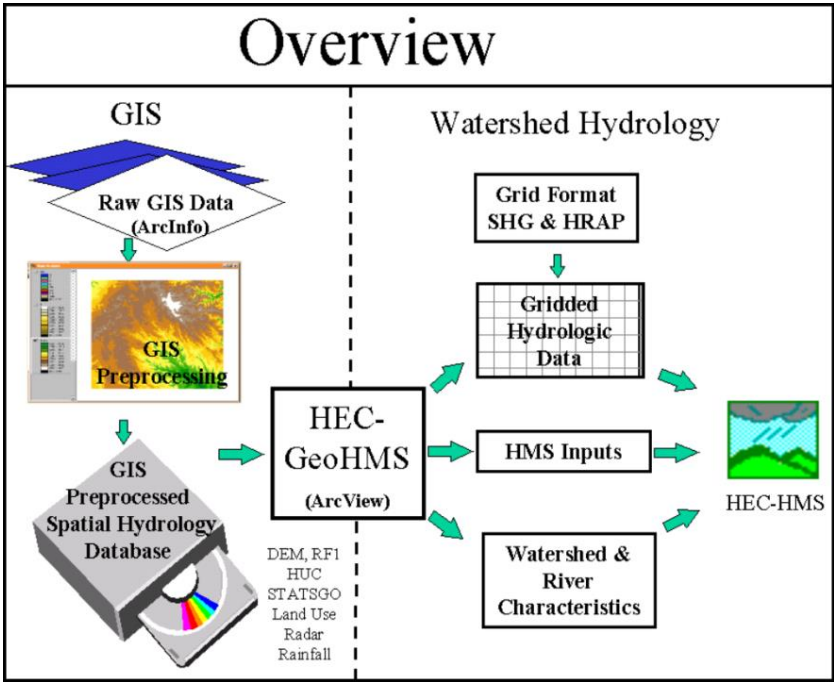 Overview
GIS
Raw GIS Data
(ArcInfo)
GIS
Preprocessing
GIS
Preprocessed
Spatial Hydrology
Database
DEM, RF1
HUC
STATSGO
Land Use
Radar
Rainfall
HEC-
GeoHMS
(ArcView)
Watershed Hydrology
Grid Format
SHG & HRAP
Gridded
Hydrologic
Data
HMS Inputs
Watershed &
River
Characteristics
HEC-HMS